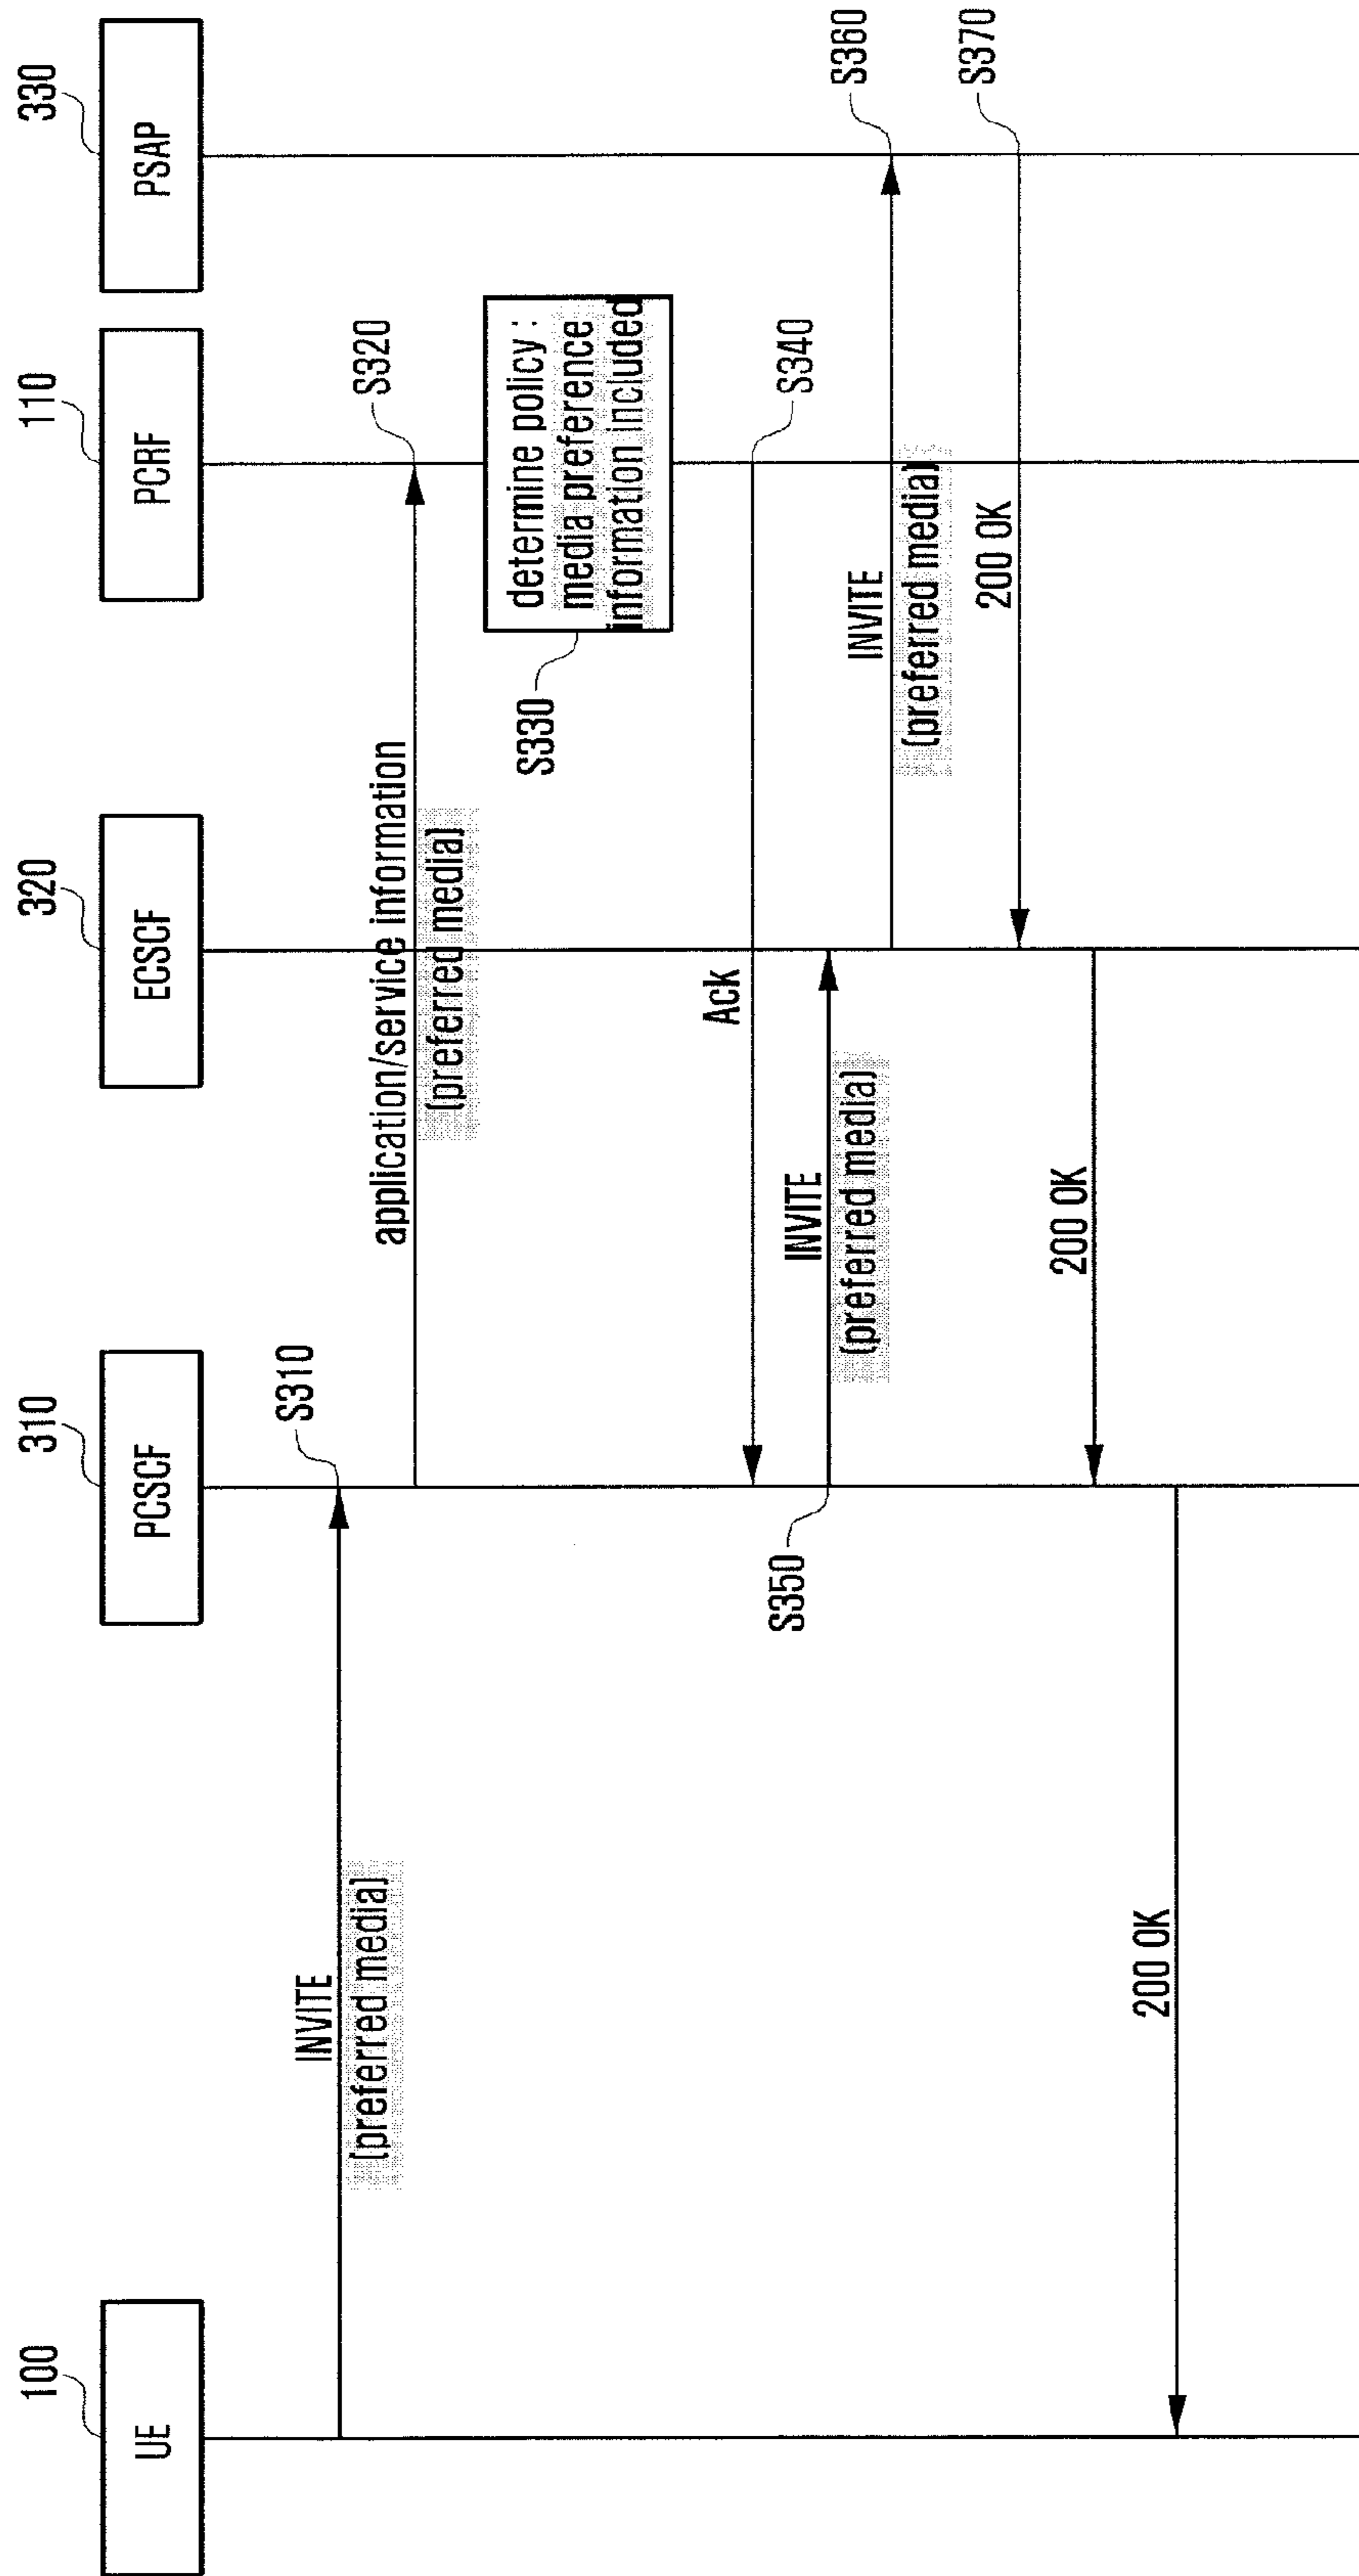 100
310
320
110
330
UE
PCSCF
ECSCF
PCRF
PSAP
INVITE
(preferred media)
S310
application/service information
(preferred media)
S320
determine policy :
media preference
information included
S330
Ack
S340
INVITE
(preferred media)
S350
INVITE
(preferred media)
S360
200 OK
S370
200 OK
200 OK